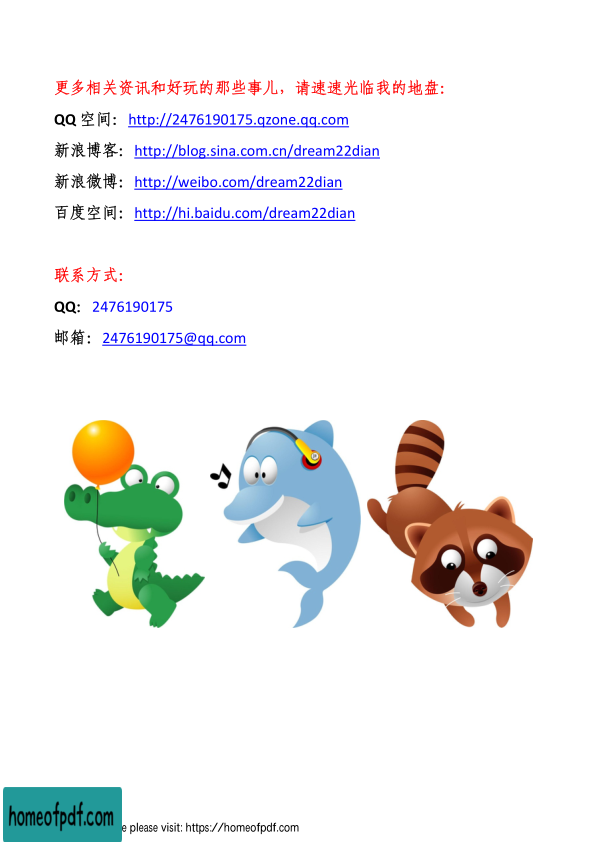 更多相关资讯和好玩的那些事儿，请速速光临我的地盘：
QQ 空间：http://2476190175.qzone.qq.com
新浪博客：http://blog.sina.com.cn/dream22dian
新浪微博：http://weibo.com/dream22dian
百度空间：http://hi.baidu.com/dream22dian
联系方式：
QQ：2476190175
邮箱：2476190175@qq.com
homeofpdf.com
please visit: https://homeofpdf.com